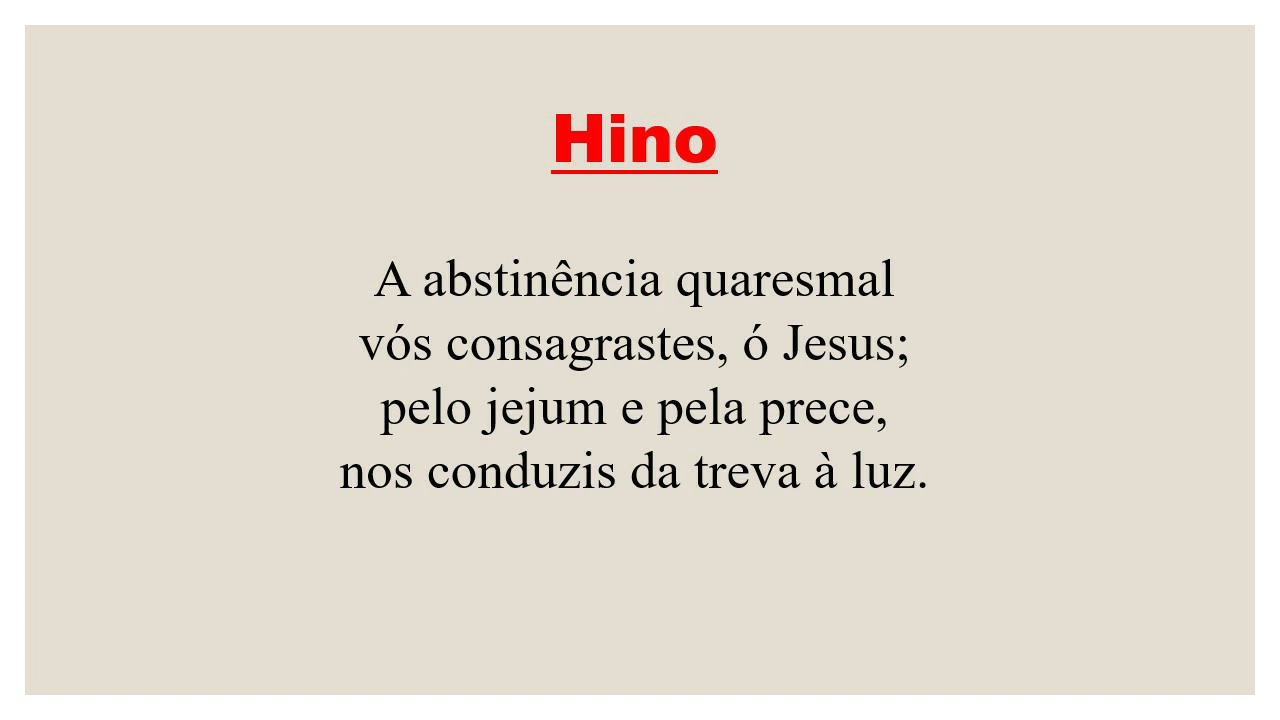 Hino
A abstinência quaresmal
vós consagrastes, ó Jesus;
pelo jejum e pela prece,
nos conduzis da treva à luz.